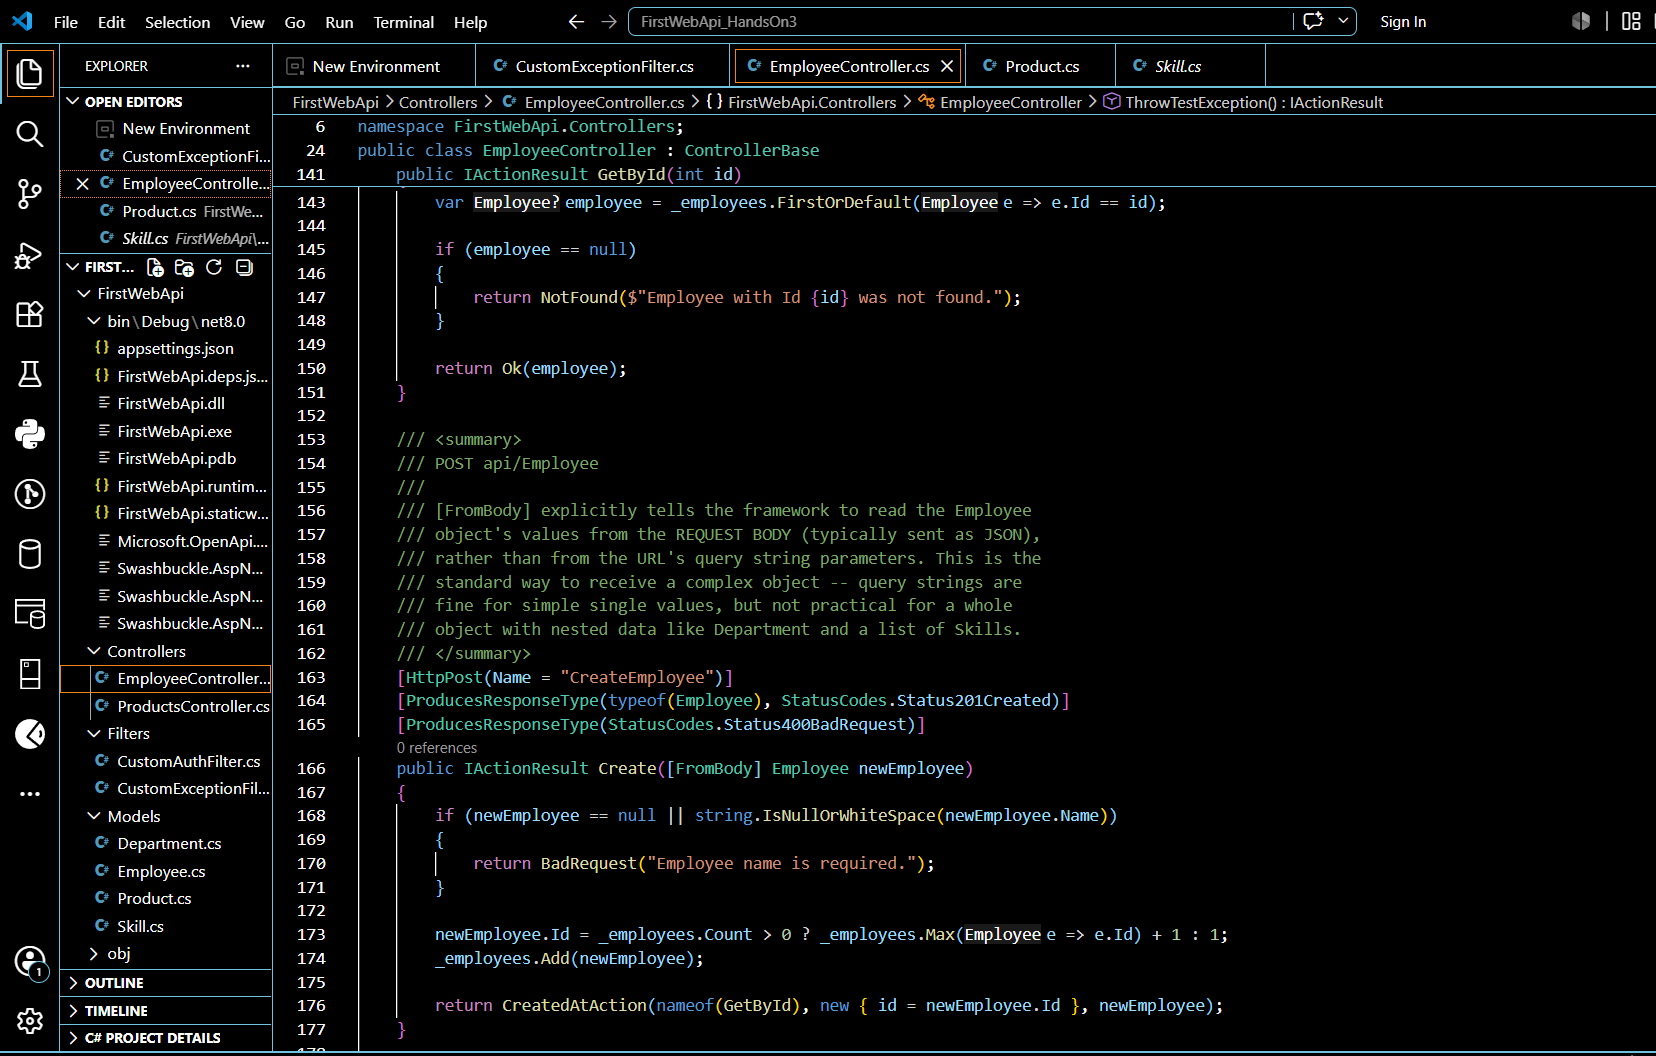 File Edit Selection View Go Run Terminal Help
FirstWebApi_HandsOn3
Sign In
EXPLORER
New Environment
CustomExceptionFilter.cs
EmployeeController.cs
Product.cs
Skill.cs
OPEN EDITORS
New Environment
CustomExceptionFi...
EmployeeControlle...
Product.cs FirstWe...
Skill.cs FirstWebApi\...
FIRST...
FirstWebApi
bin\Debug\net8.0
appsettings.json
FirstWebApi.deps.js...
FirstWebApi.dll
FirstWebApi.exe
FirstWebApi.pdb
FirstWebApi.runtim...
FirstWebApi.staticw...
Microsoft.OpenApi....
Swashbuckle.AspN...
Swashbuckle.AspN...
Swashbuckle.AspN...
Controllers
EmployeeController...
ProductsController.cs
Filters
CustomAuthFilter.cs
CustomExceptionFil...
Models
Department.cs
Employee.cs
Product.cs
Skill.cs
obj
OUTLINE
TIMELINE
C# PROJECT DETAILS
1
FirstWebApi > Controllers > C# EmployeeController.cs > {} FirstWebApi.Controllers > EmployeeController > ThrowTestException() : IActionResult
6 namespace FirstWebApi.Controllers;
24 public class EmployeeController : ControllerBase
141 public IActionResult GetById(int id)
143 var Employee? employee = _employees.FirstOrDefault(Employee e => e.Id == id);
144
145 if (employee == null)
146 {
147 return NotFound($"Employee with Id {id} was not found.");
148 }
149
150 return Ok(employee);
151 }
152
153 /// <summary>
154 /// POST api/Employee
155 ///
156 /// [FromBody] explicitly tells the framework to read the Employee
157 /// object's values from the REQUEST BODY (typically sent as JSON),
158 /// rather than from the URL's query string parameters. This is the
159 /// standard way to receive a complex object -- query strings are
160 /// fine for simple single values, but not practical for a whole
161 /// object with nested data like Department and a list of Skills.
162 /// </summary>
163 [HttpPost(Name = "CreateEmployee")]
164 [ProducesResponseType(typeof(Employee), StatusCodes.Status201Created)]
165 [ProducesResponseType(StatusCodes.Status400BadRequest)]
0 references
166 public IActionResult Create([FromBody] Employee newEmployee)
167 {
168 if (newEmployee == null || string.IsNullOrWhiteSpace(newEmployee.Name))
169 {
170 return BadRequest("Employee name is required.");
171 }
172
173 newEmployee.Id = _employees.Count > 0 ? _employees.Max(Employee e => e.Id) + 1 : 1;
174 _employees.Add(newEmployee);
175
176 return CreatedAtAction(nameof(GetById), new { id = newEmployee.Id }, newEmployee);
177 }